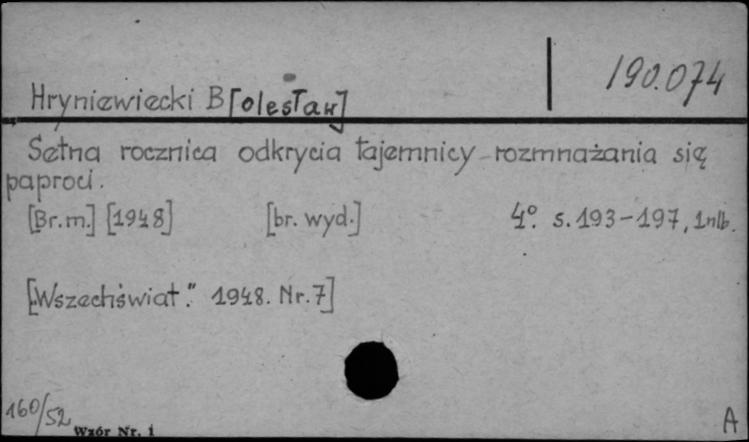 190.074
Hryniewiecki B[olesław]
Setna rocznica odkrycia tajemnicy rozmnażania się
paproci.
[Br.m.] [1948] [br. wyd.] 4º. s. 193-197, 1nlb.
["Wszechświat". 1948. Nr. 7]
160/52
Wzór Nr. 1
A